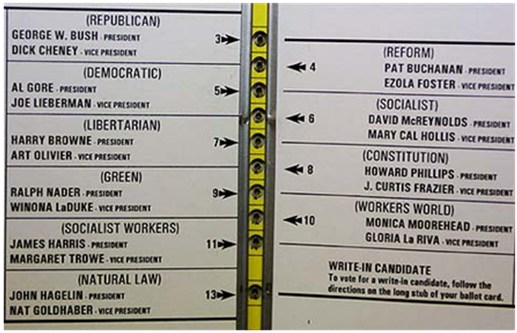 (REPUBLICAN)
GEORGE W. BUSH - PRESIDENT
DICK CHENEY - VICE PRESIDENT
3
(DEMOCRATIC)
AL GORE - PRESIDENT
JOE LIEBERMAN - VICE PRESIDENT
5
(LIBERTARIAN)
HARRY BROWNE - PRESIDENT
ART OLIVIER - VICE PRESIDENT
7
(GREEN)
RALPH NADER - PRESIDENT
WINONA LaDUKE - VICE PRESIDENT
9
(SOCIALIST WORKERS)
JAMES HARRIS - PRESIDENT
MARGARET TROWE - VICE PRESIDENT
11
(NATURAL LAW)
JOHN HAGELIN - PRESIDENT
NAT GOLDHABER - VICE PRESIDENT
13
(REFORM)
4
PAT BUCHANAN - PRESIDENT
EZOLA FOSTER - VICE PRESIDENT
(SOCIALIST)
6
DAVID McREYNOLDS - PRESIDENT
MARY CAL HOLLIS - VICE PRESIDENT
(CONSTITUTION)
8
HOWARD PHILLIPS - PRESIDENT
J. CURTIS FRAZIER - VICE PRESIDENT
(WORKERS WORLD)
10
MONICA MOOREHEAD - PRESIDENT
GLORIA La RIVA - VICE PRESIDENT
WRITE-IN CANDIDATE
To vote for a write-in candidate, follow the
directions on the long stub of your ballot card.